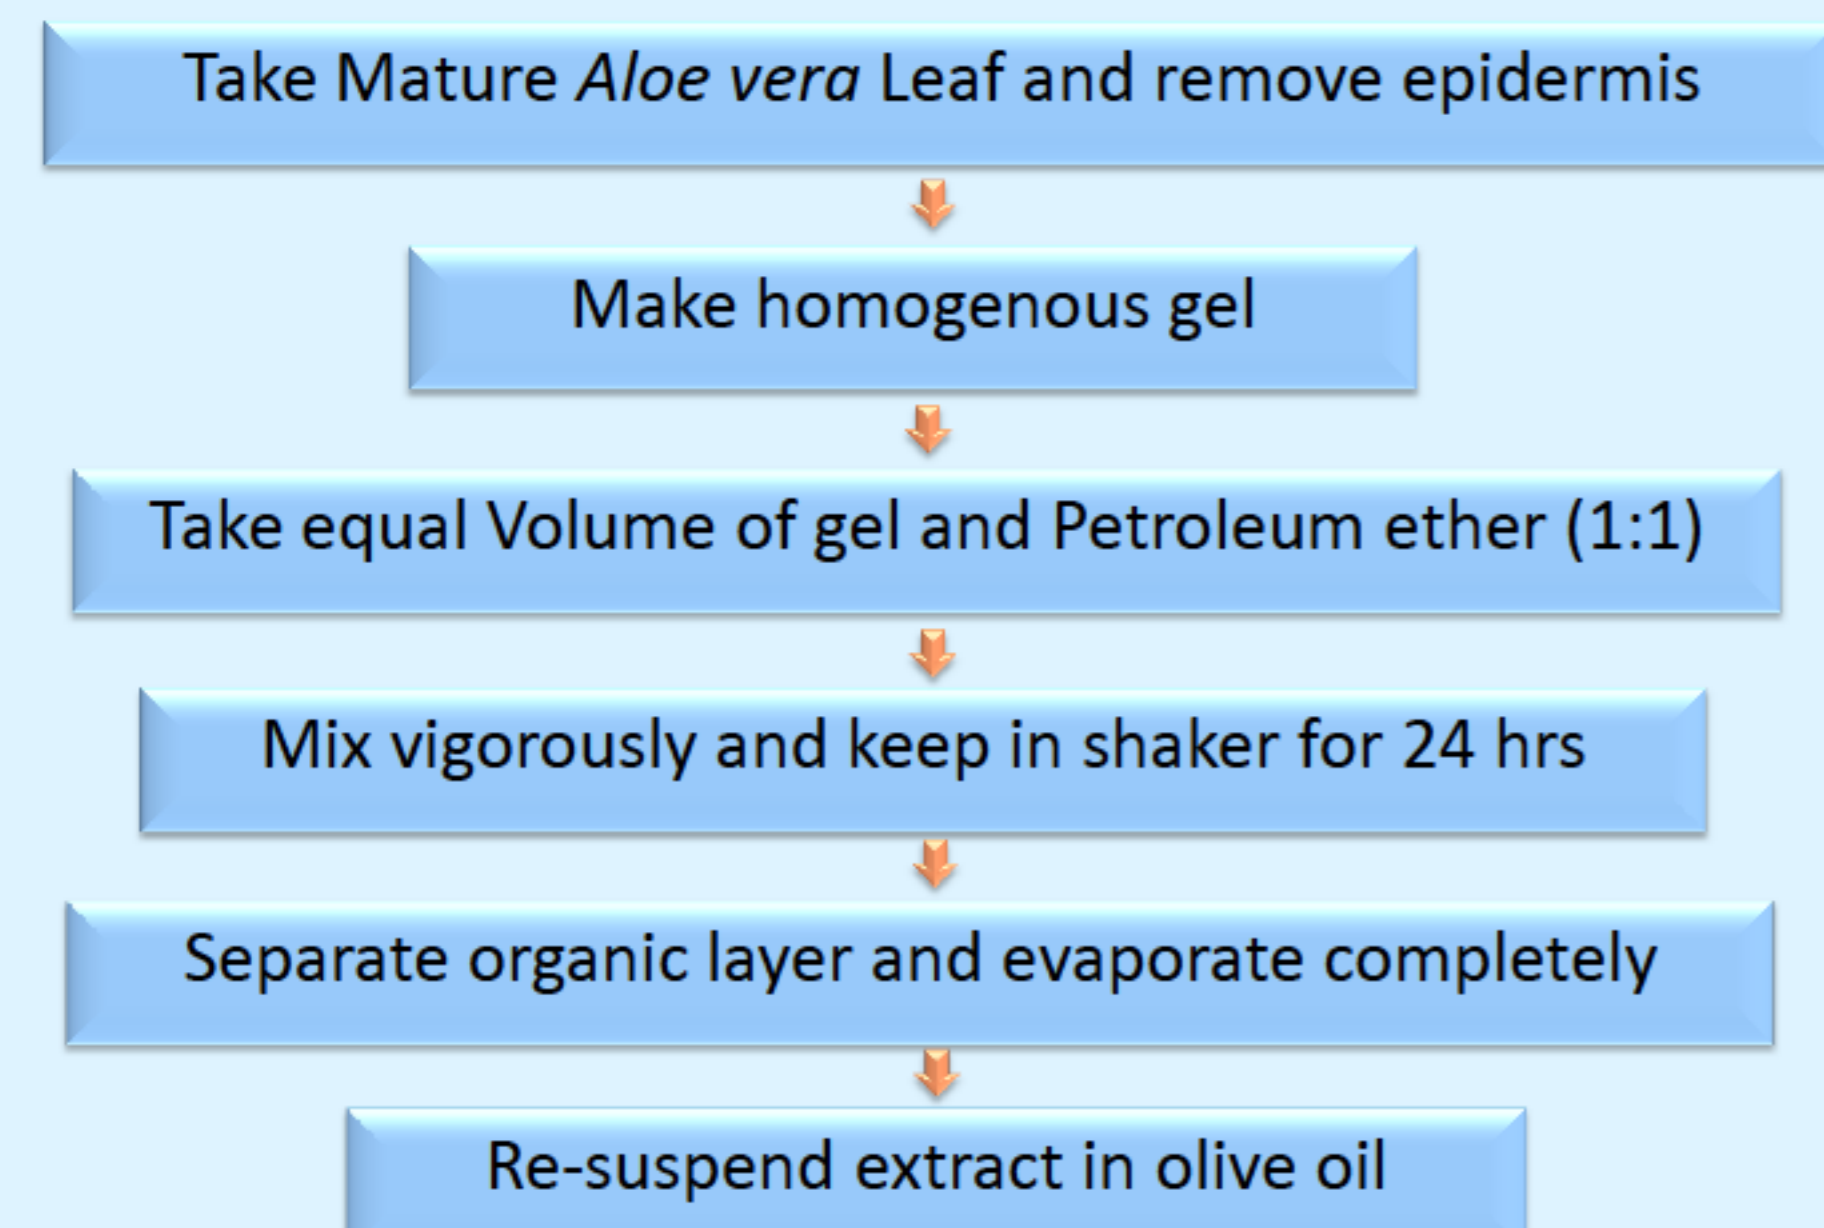 Take Mature Aloe vera Leaf and remove epidermis
Make homogenous gel
Take equal Volume of gel and Petroleum ether (1:1)
Mix vigorously and keep in shaker for 24 hrs
Separate organic layer and evaporate completely
Re-suspend extract in olive oil